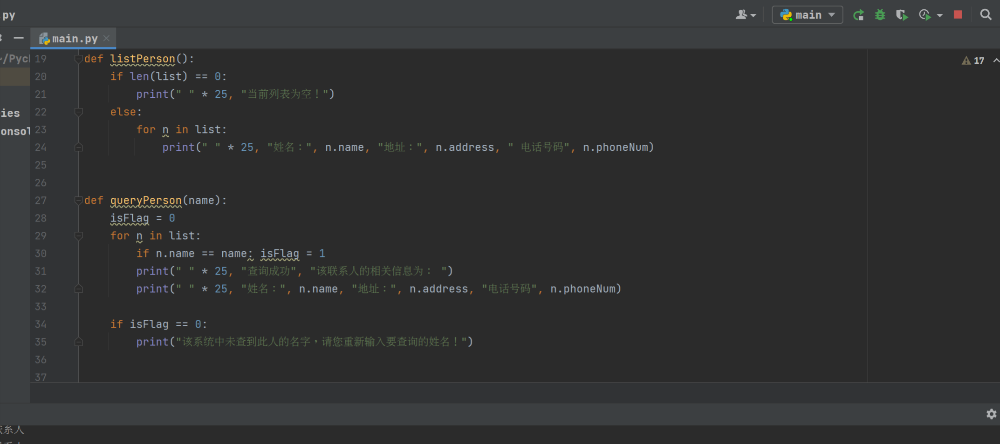 .py
main
main.py
~/Pyc
17
19 def listPerson():
20 if len(list) == 0:
21 print(" " * 25, "当前列表为空！")
22 else:
ies
23 for n in list:
onsol
24 print(" " * 25, "姓名：", n.name, "地址：", n.address, " 电话号码", n.phoneNum)
25
26
27 def queryPerson(name):
28 isFlag = 0
29 for n in list:
30 if n.name == name: isFlag = 1
31 print(" " * 25, "查询成功", "该联系人的相关信息为： ")
32 print(" " * 25, "姓名：", n.name, "地址：", n.address, "电话号码", n.phoneNum)
33
34 if isFlag == 0:
35 print("该系统中未查到此人的名字，请您重新输入要查询的姓名！")
36
37
系人